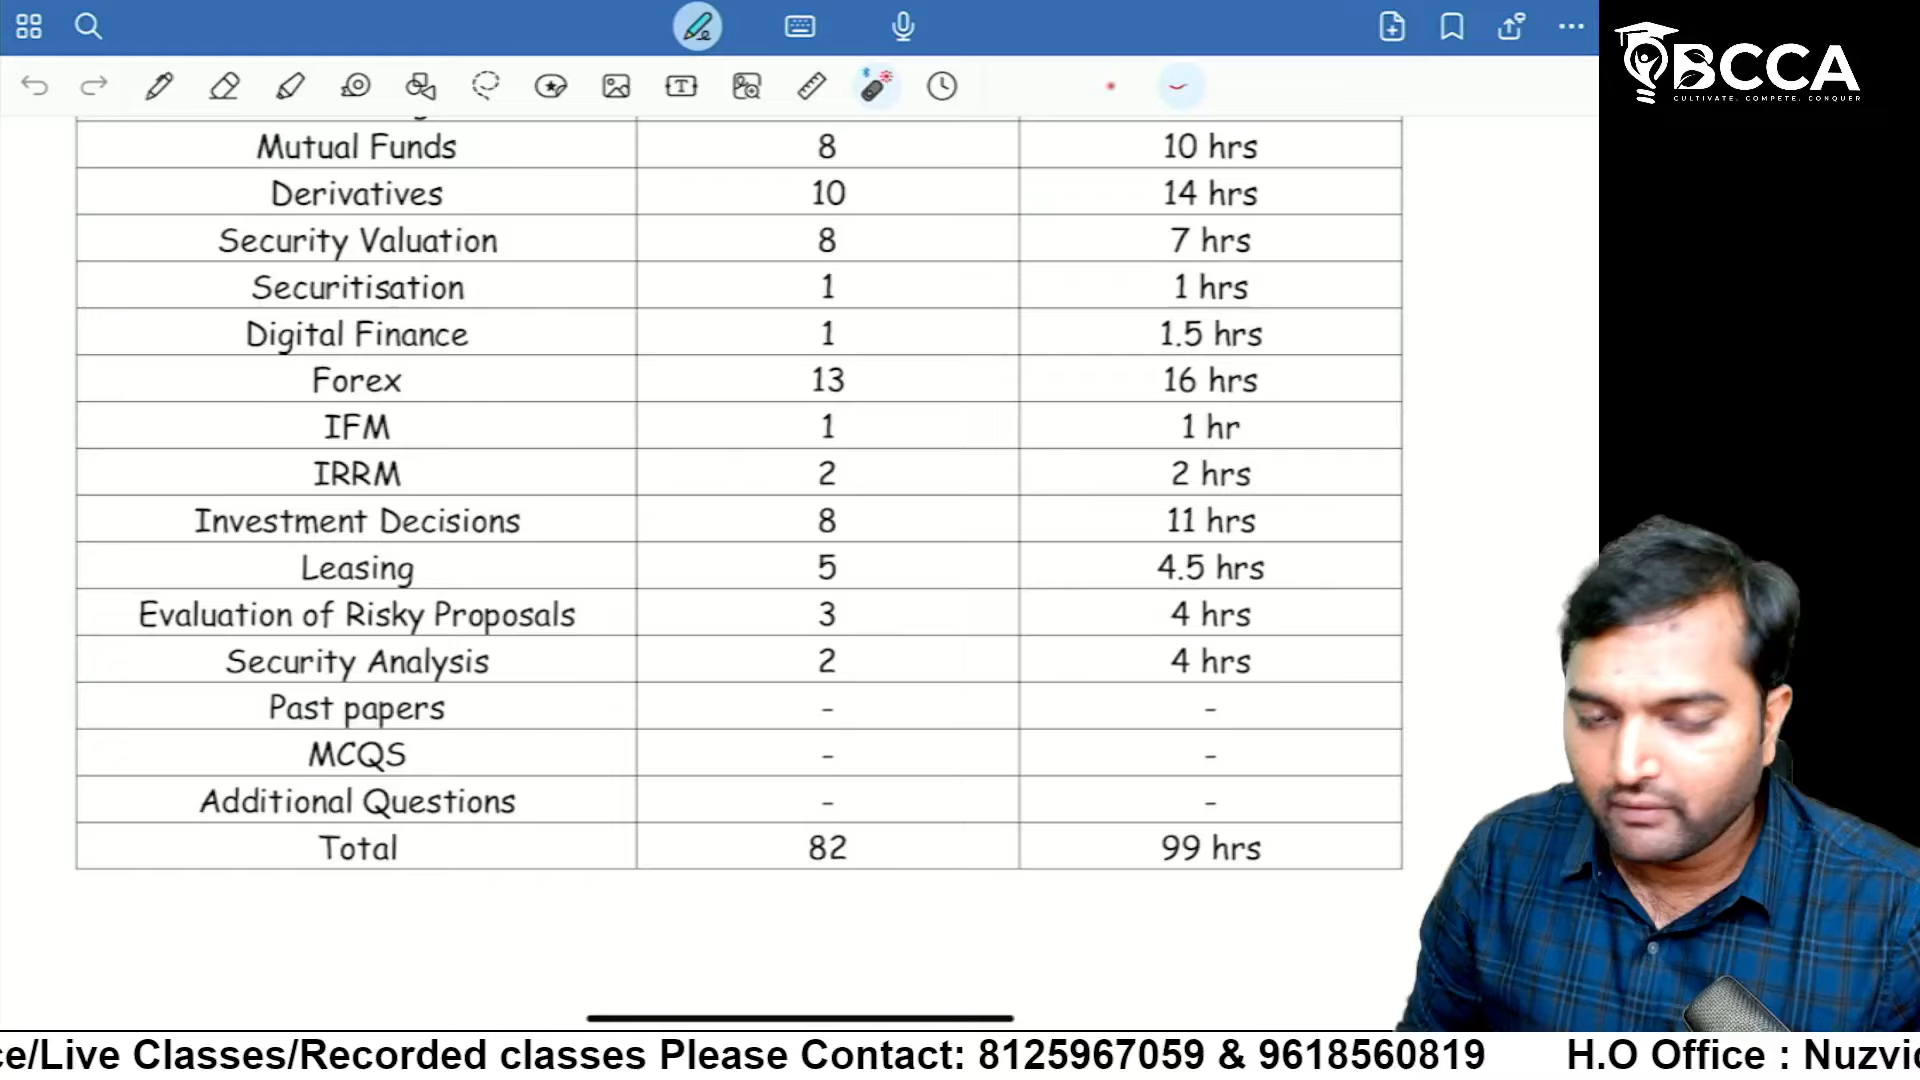 BCCA
CULTIVATE. COMPETE. CONQUER
Mutual Funds 8 10 hrs
Derivatives 10 14 hrs
Security Valuation 8 7 hrs
Securitisation 1 1 hrs
Digital Finance 1 1.5 hrs
Forex 13 16 hrs
IFM 1 1 hr
IRRM 2 2 hrs
Investment Decisions 8 11 hrs
Leasing 5 4.5 hrs
Evaluation of Risky Proposals 3 4 hrs
Security Analysis 2 4 hrs
Past papers - -
MCQS - -
Additional Questions - -
Total 82 99 hrs
ce/Live Classes/Recorded classes Please Contact: 8125967059 & 9618560819 H.O Office : Nuzvi